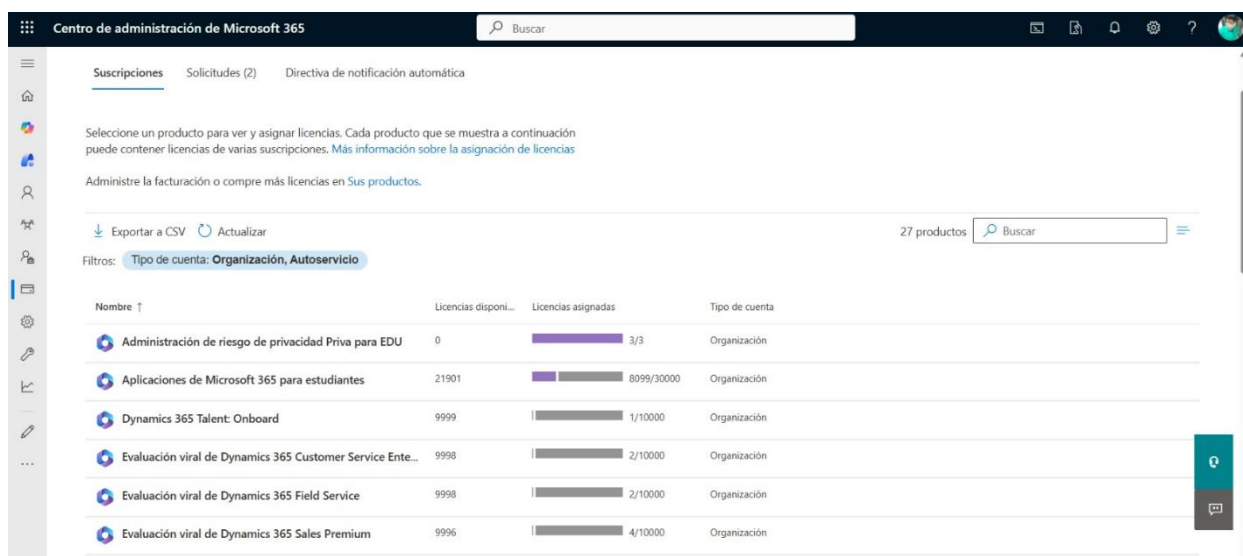 Centro de administración de Microsoft 365
Buscar
Suscripciones Solicitudes (2) Directiva de notificación automática
Seleccione un producto para ver y asignar licencias. Cada producto que se muestra a continuación
puede contener licencias de varias suscripciones. Más información sobre la asignación de licencias
Administre la facturación o compre más licencias en Sus productos.
Exportar a CSV Actualizar 27 productos Buscar
Filtros: Tipo de cuenta: Organización, Autoservicio
Nombre ↑ Licencias disponi... Licencias asignadas Tipo de cuenta
Administración de riesgo de privacidad Priva para EDU 0 3/3 Organización
Aplicaciones de Microsoft 365 para estudiantes 21901 8099/30000 Organización
Dynamics 365 Talent: Onboard 9999 1/10000 Organización
Evaluación viral de Dynamics 365 Customer Service Ente... 9998 2/10000 Organización
Evaluación viral de Dynamics 365 Field Service 9998 2/10000 Organización
Evaluación viral de Dynamics 365 Sales Premium 9996 4/10000 Organización